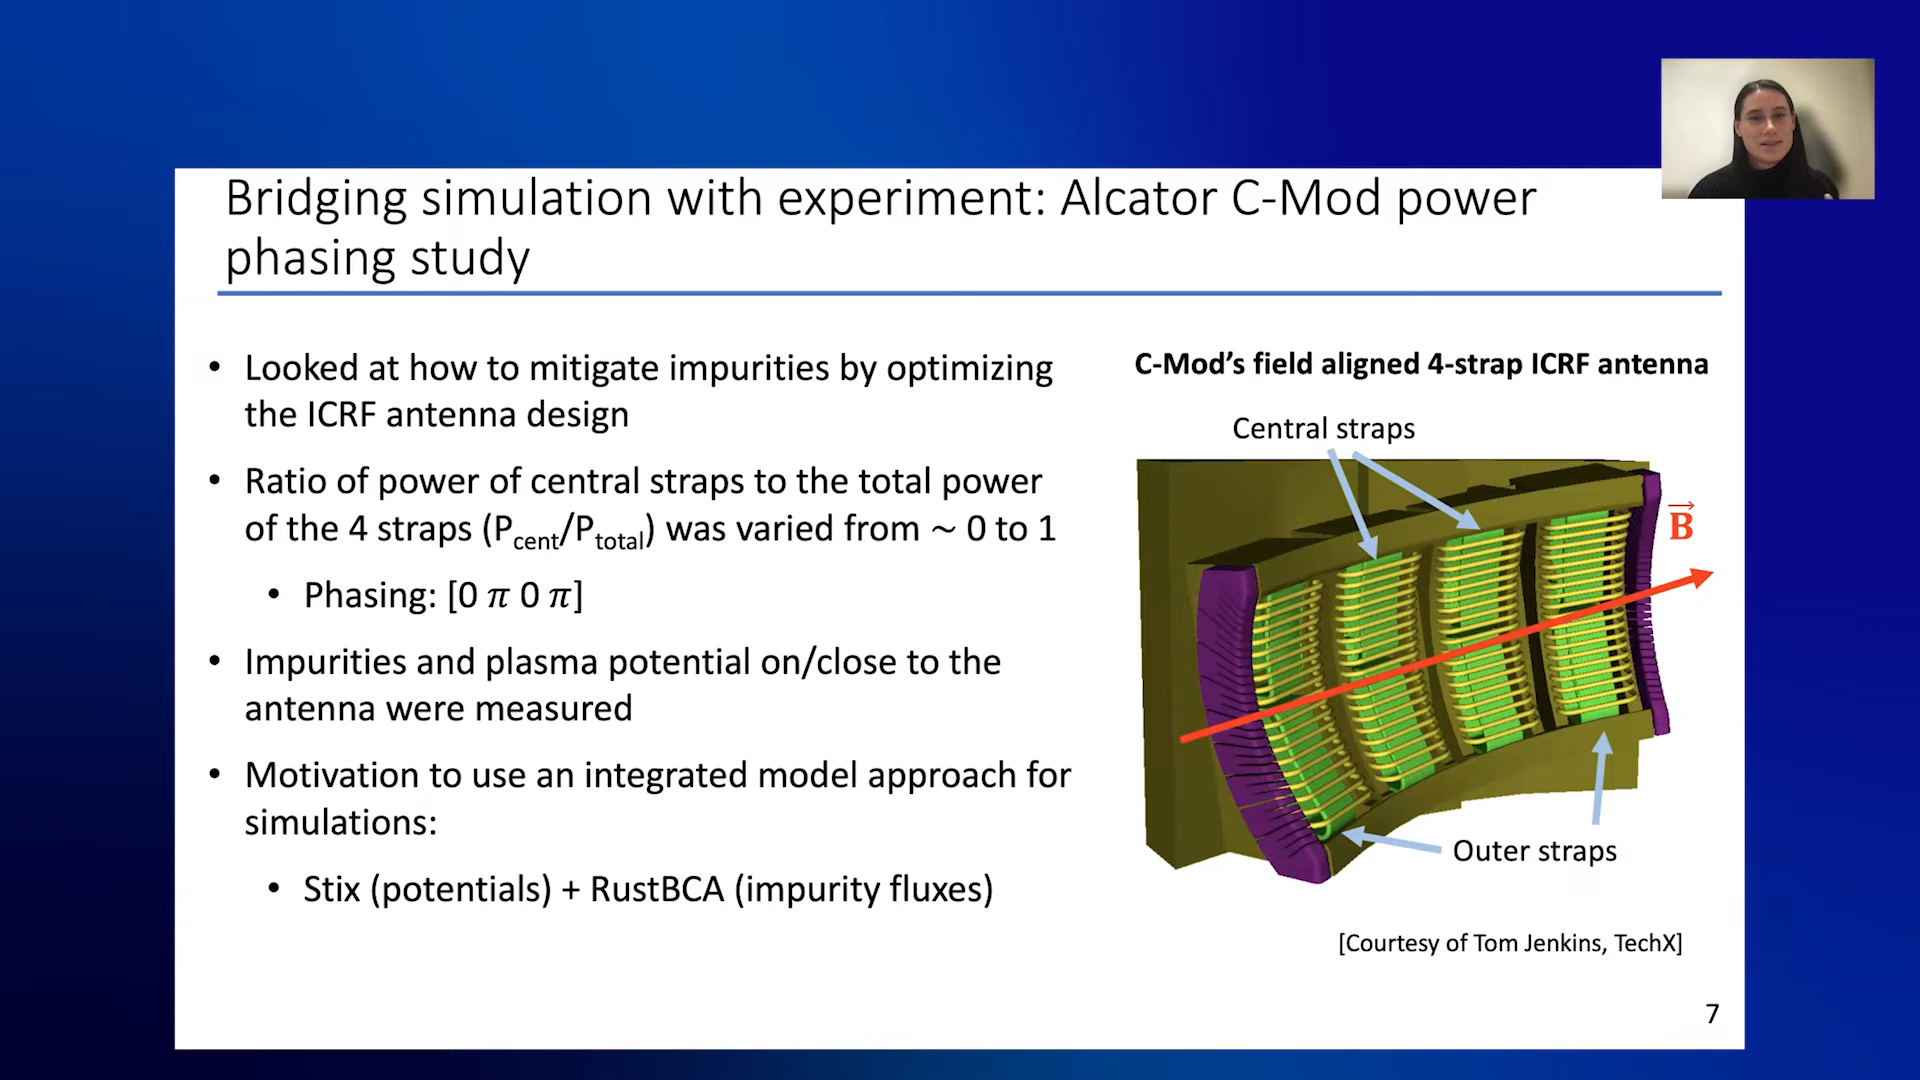 Bridging simulation with experiment: Alcator C-Mod power
phasing study
• Looked at how to mitigate impurities by optimizing
the ICRF antenna design
• Ratio of power of central straps to the total power
of the 4 straps (P_cent/P_total) was varied from ~ 0 to 1
• Phasing: [0 π 0 π]
• Impurities and plasma potential on/close to the
antenna were measured
• Motivation to use an integrated model approach for
simulations:
• Stix (potentials) + RustBCA (impurity fluxes)
C-Mod's field aligned 4-strap ICRF antenna
Central straps
B⃗
Outer straps
[Courtesy of Tom Jenkins, TechX]
7